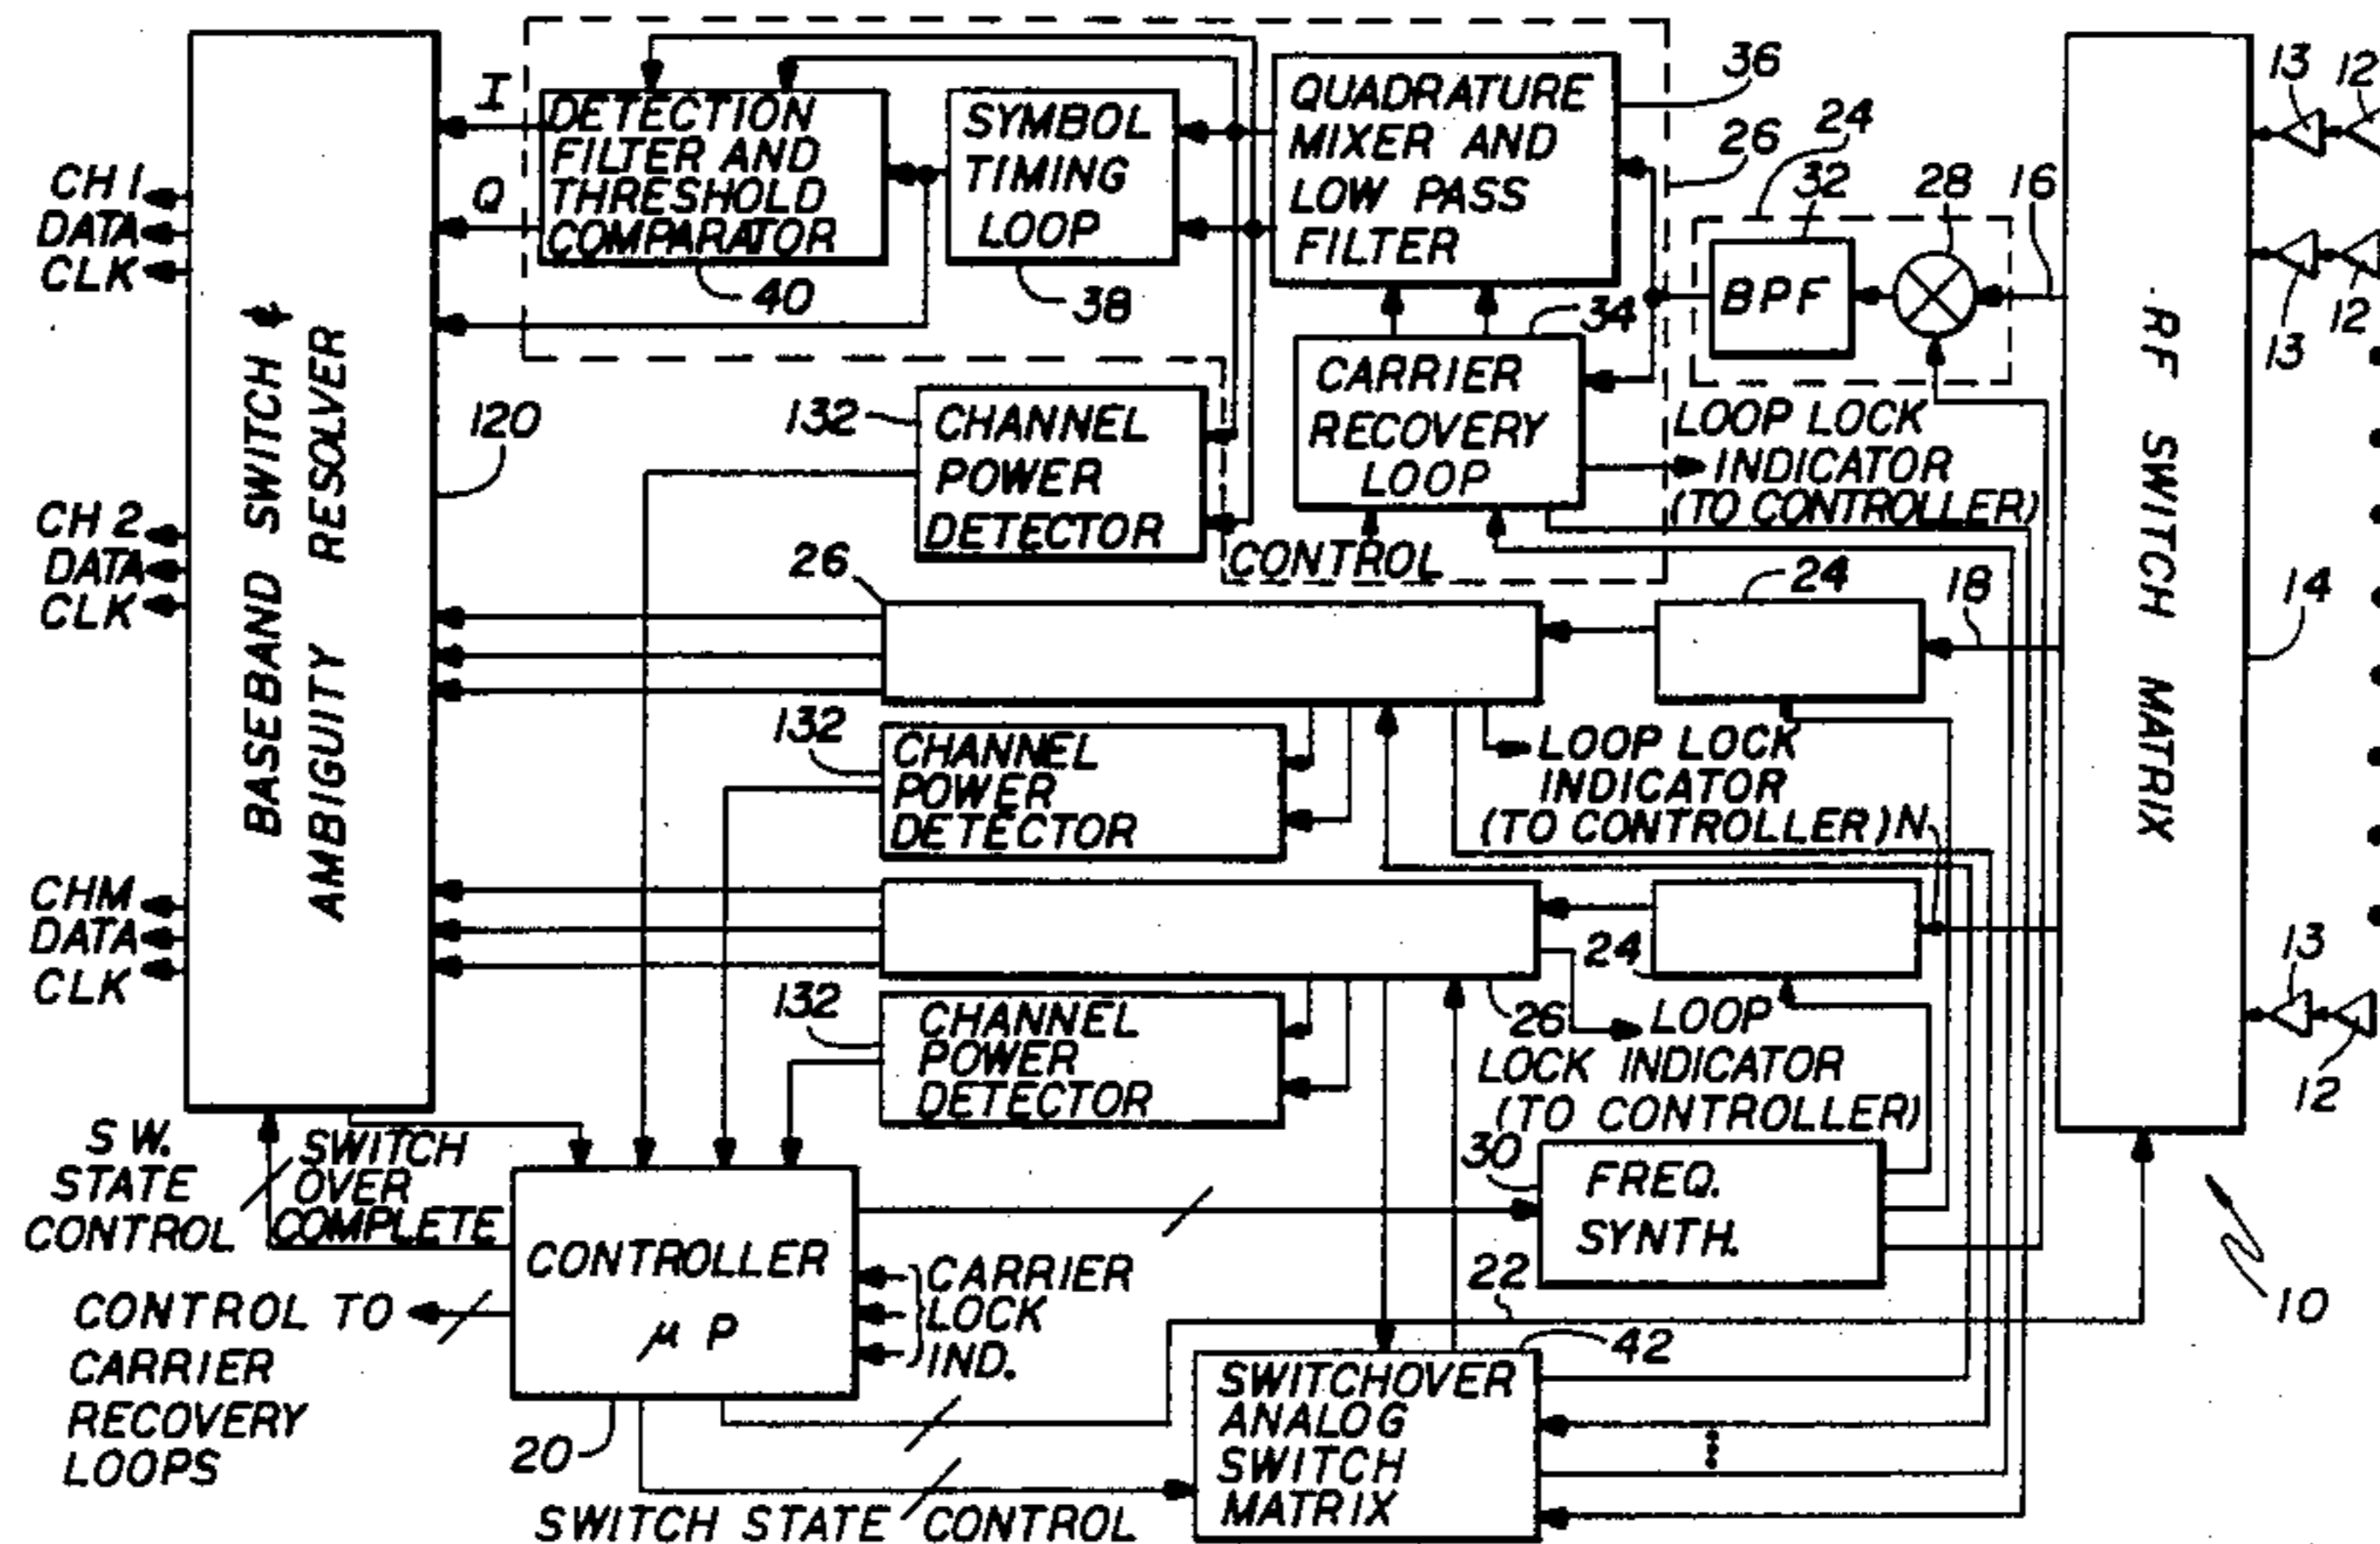 CH 1
DATA
CLK
CH 2
DATA
CLK
CHM
DATA
CLK
BASEBAND SWITCH &
AMBIGUITY RESOLVER
120
I
Q
DETECTION
FILTER AND
THRESHOLD
COMPARATOR
40
SYMBOL
TIMING
LOOP
38
QUADRATURE
MIXER AND
LOW PASS
FILTER
36
26
24
32
28
16
BPF
13
12
13
12
RF SWITCH MATRIX
14
34
CARRIER
RECOVERY
LOOP
LOOP LOCK
INDICATOR
(TO CONTROLLER)
CONTROL
132
CHANNEL
POWER
DETECTOR
26
24
18
132
CHANNEL
POWER
DETECTOR
LOOP LOCK
INDICATOR
(TO CONTROLLER)
N
24
26
132
CHANNEL
POWER
DETECTOR
LOOP
LOCK INDICATOR
(TO CONTROLLER)
13
12
SW.
STATE
CONTROL
SWITCH
OVER
COMPLETE
CONTROLLER
μP
20
CARRIER
LOCK
IND.
30
FREQ.
SYNTH.
22
10
CONTROL TO
CARRIER
RECOVERY
LOOPS
42
SWITCHOVER
ANALOG
SWITCH
MATRIX
SWITCH STATE CONTROL